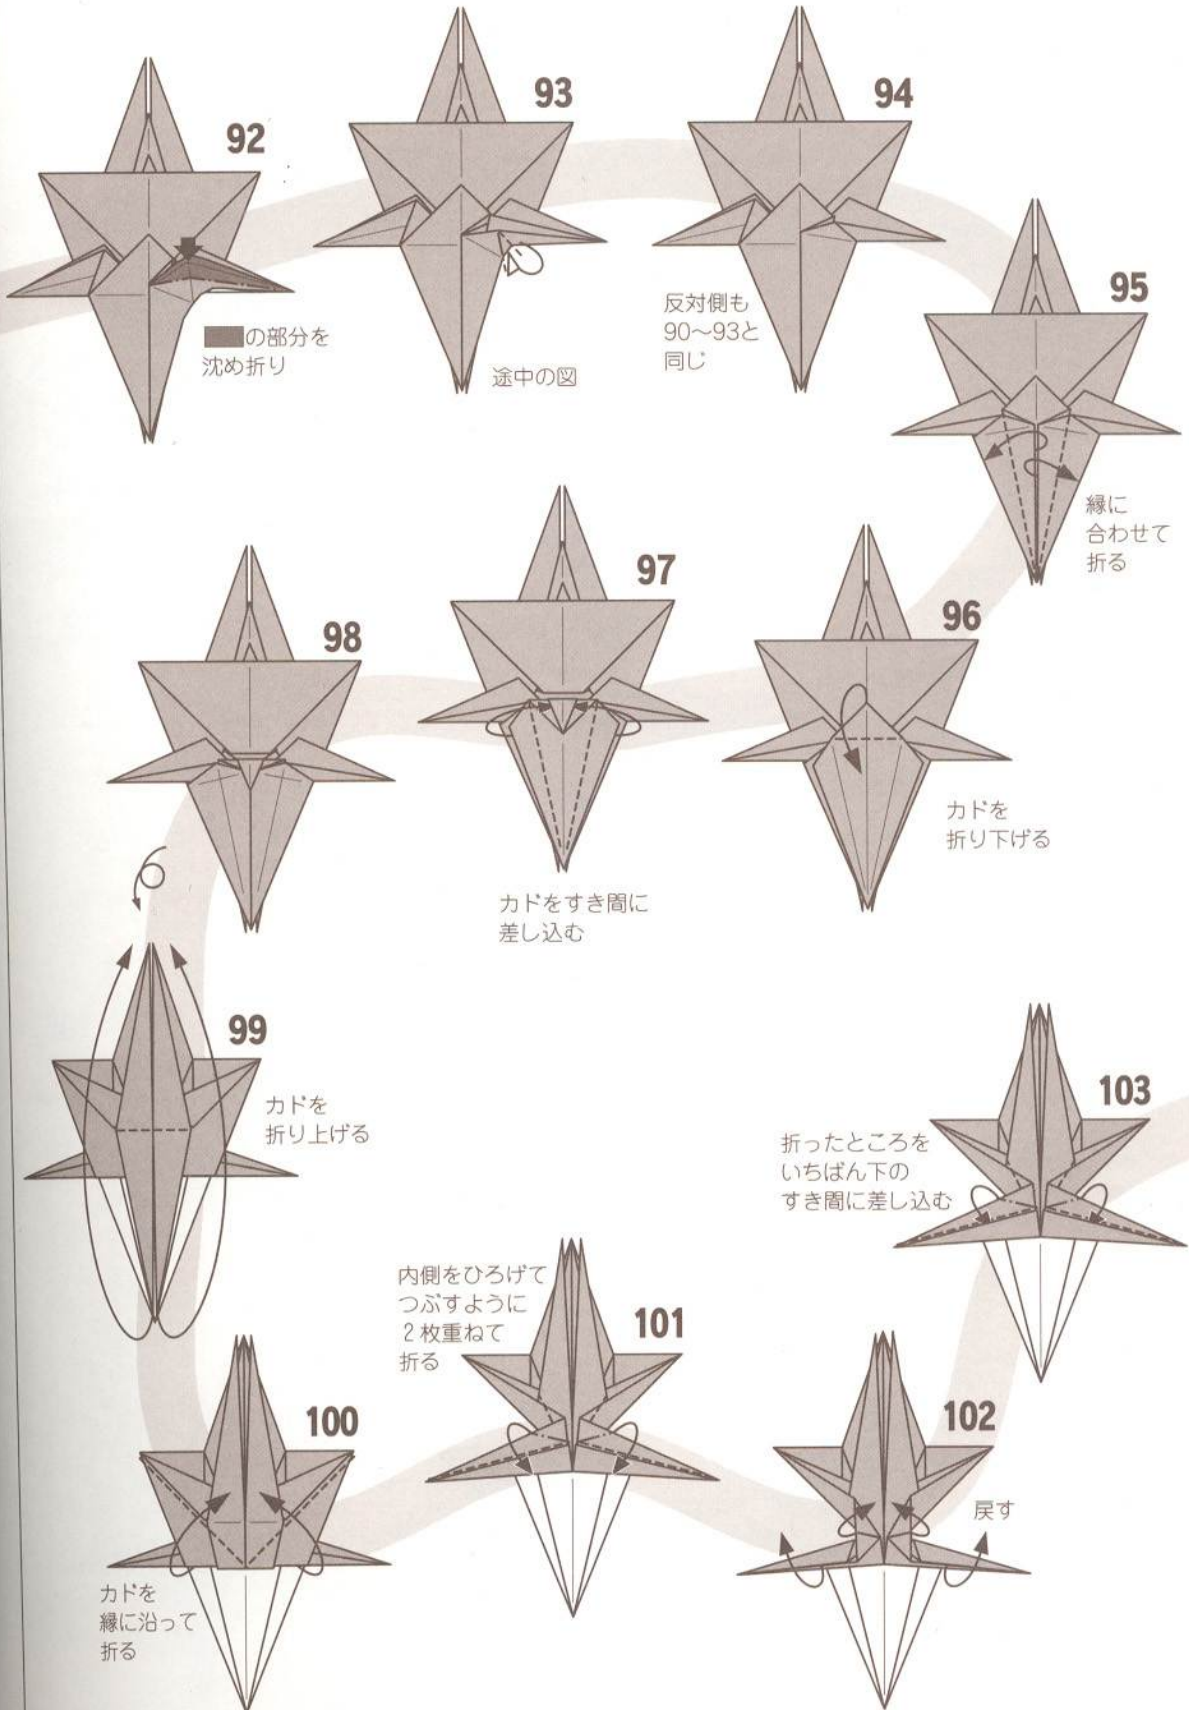 92
■の部分を
沈め折り
93
途中の図
94
反対側も
90～93と
同じ
95
縁に
合わせて
折る
96
カドを
折り下げる
97
カドをすき間に
差し込む
98
99
カドを
折り上げる
100
カドを
縁に沿って
折る
101
内側をひろげて
つぶすように
2枚重ねて
折る
102
戻す
103
折ったところを
いちばん下の
すき間に差し込む